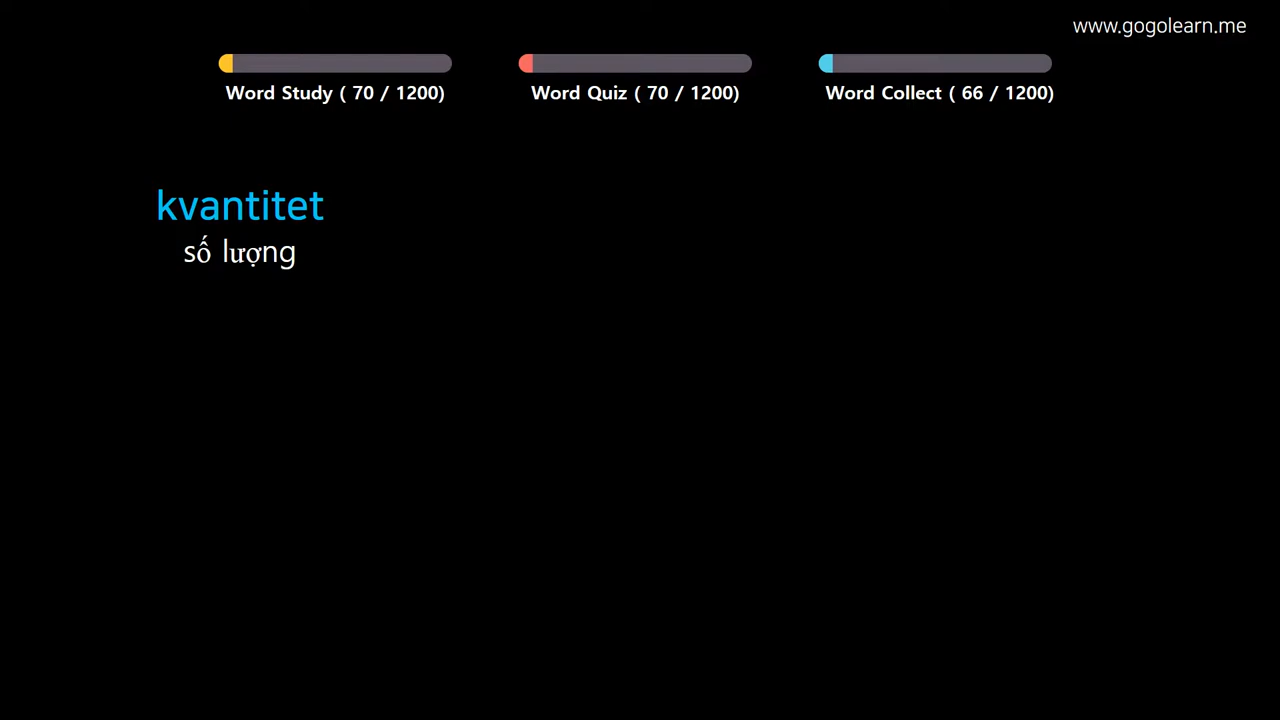 www.gogolearn.me
Word Study ( 70 / 1200)
Word Quiz ( 70 / 1200)
Word Collect ( 66 / 1200)
kvantitet
số lượng